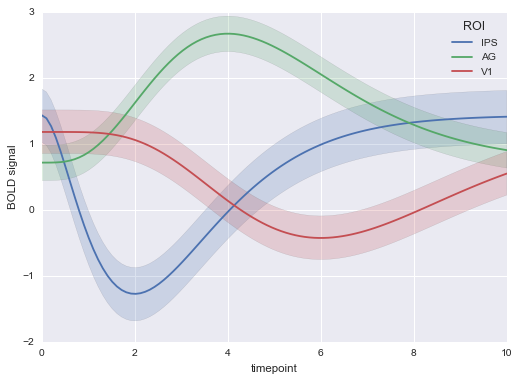 ROI
IPS
AG
V1
3
2
1
0
−1
−2
BOLD signal
0 2 4 6 8 10
timepoint